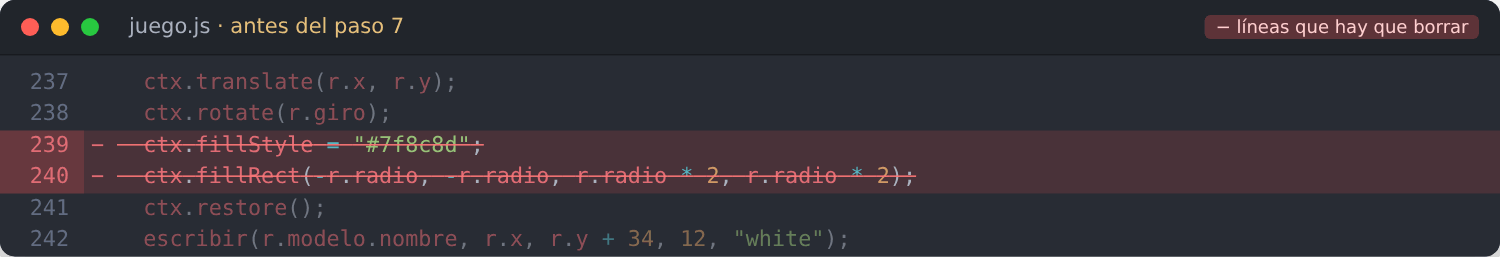 juego.js · antes del paso 7
− líneas que hay que borrar
237 ctx.translate(r.x, r.y);
238 ctx.rotate(r.giro);
239 − ctx.fillStyle = "#7f8c8d";
240 − ctx.fillRect(-r.radio, -r.radio, r.radio * 2, r.radio * 2);
241 ctx.restore();
242 escribir(r.modelo.nombre, r.x, r.y + 34, 12, "white");